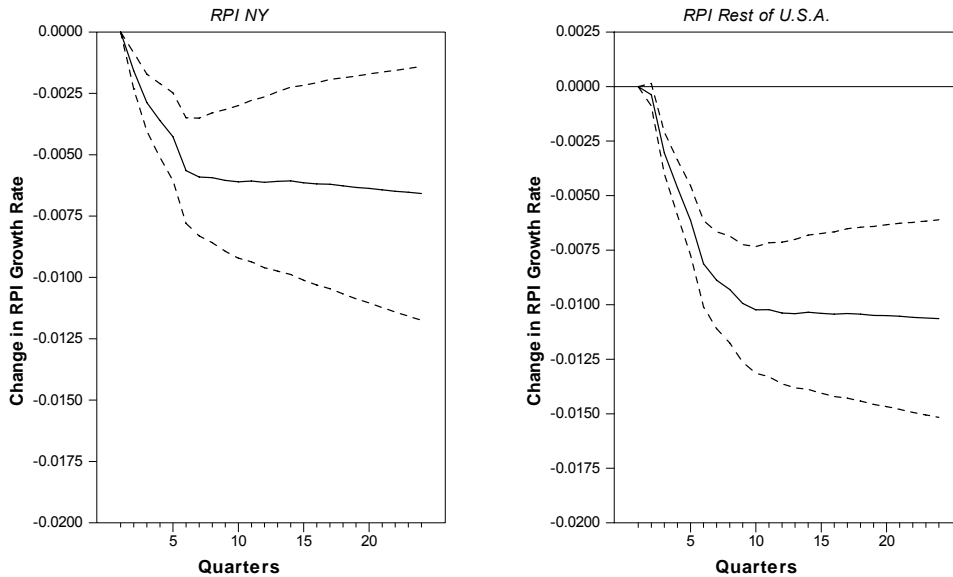 RPI NY
Change in RPI Growth Rate
0.0000
-0.0025
-0.0050
-0.0075
-0.0100
-0.0125
-0.0150
-0.0175
-0.0200
5 10 15 20
Quarters
RPI Rest of U.S.A.
Change in RPI Growth Rate
0.0025
0.0000
-0.0025
-0.0050
-0.0075
-0.0100
-0.0125
-0.0150
-0.0175
-0.0200
5 10 15 20
Quarters